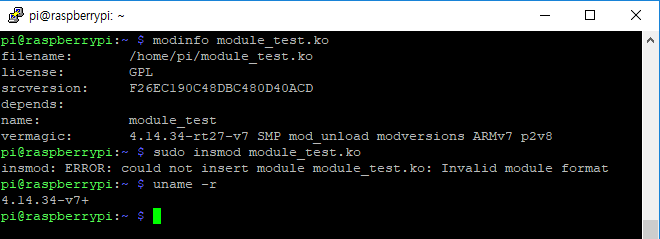 pi@raspberrypi: ~
pi@raspberrypi:~ $ modinfo module_test.ko
filename:       /home/pi/module_test.ko
license:        GPL
srcversion:     F26EC190C48DBC480D40ACD
depends:
name:           module_test
vermagic:       4.14.34-rt27-v7 SMP mod_unload modversions ARMv7 p2v8
pi@raspberrypi:~ $ sudo insmod module_test.ko
insmod: ERROR: could not insert module module_test.ko: Invalid module format
pi@raspberrypi:~ $ uname -r
4.14.34-v7+
pi@raspberrypi:~ $